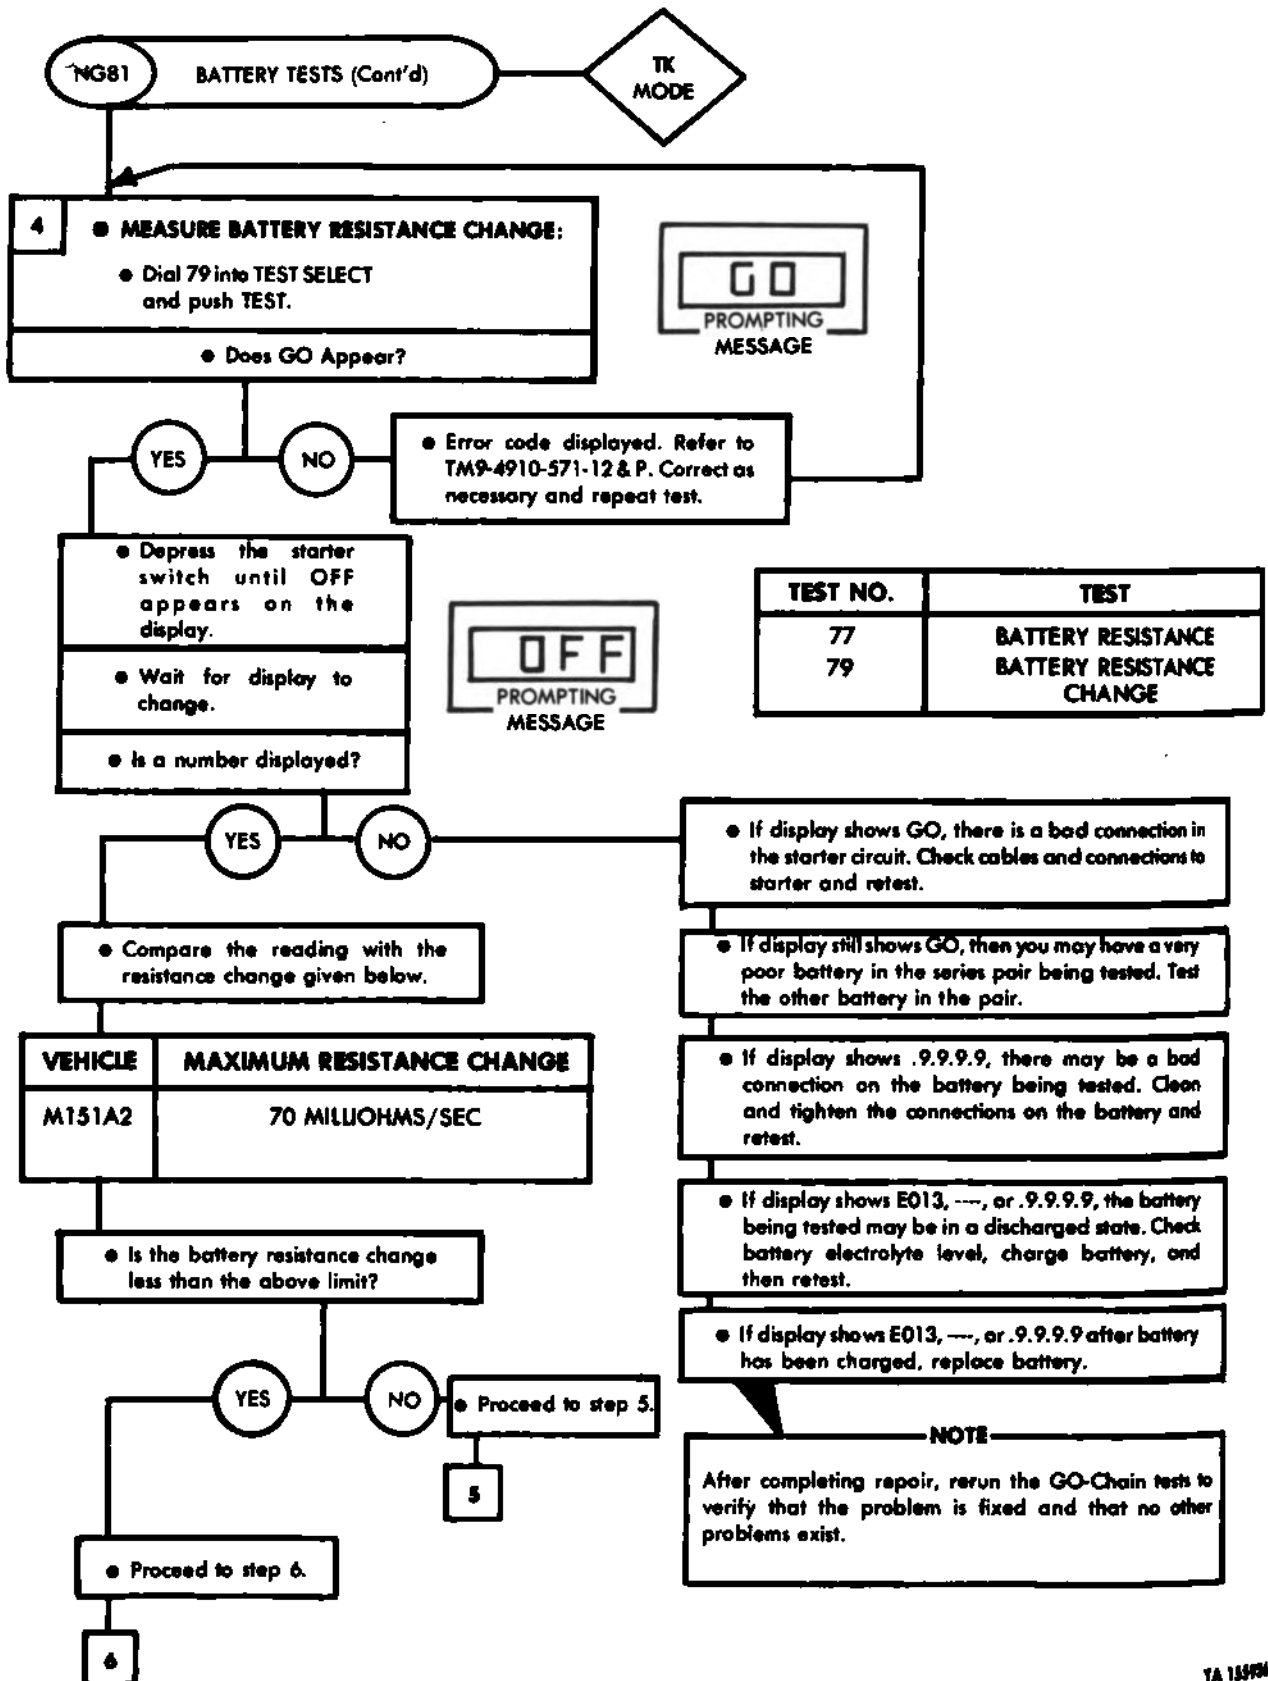 NG81 BATTERY TESTS (Cont'd)
TK
MODE
4
● MEASURE BATTERY RESISTANCE CHANGE:
● Dial 79 into TEST SELECT
and push TEST.
● Does GO Appear?
GO
PROMPTING
MESSAGE
YES
NO
● Error code displayed. Refer to
TM9-4910-571-12 & P. Correct as
necessary and repeat test.
● Depress the starter
switch until OFF
appears on the
display.
● Wait for display to
change.
● Is a number displayed?
OFF
PROMPTING
MESSAGE
TEST NO. TEST
77 BATTERY RESISTANCE
79 BATTERY RESISTANCE
CHANGE
YES
NO
● If display shows GO, there is a bad connection in
the starter circuit. Check cables and connections to
starter and retest.
● If display still shows GO, then you may have a very
poor battery in the series pair being tested. Test
the other battery in the pair.
● If display shows .9.9.9.9, there may be a bad
connection on the battery being tested. Clean
and tighten the connections on the battery and
retest.
● If display shows E013, ----, or .9.9.9.9, the battery
being tested may be in a discharged state. Check
battery electrolyte level, charge battery, and
then retest.
● If display shows E013, ----, or .9.9.9.9 after battery
has been charged, replace battery.
NOTE
After completing repair, rerun the GO-Chain tests to
verify that the problem is fixed and that no other
problems exist.
● Compare the reading with the
resistance change given below.
VEHICLE MAXIMUM RESISTANCE CHANGE
M151A2 70 MILLIOHMS/SEC
● Is the battery resistance change
less than the above limit?
YES
NO
● Proceed to step 5.
5
● Proceed to step 6.
6
TA